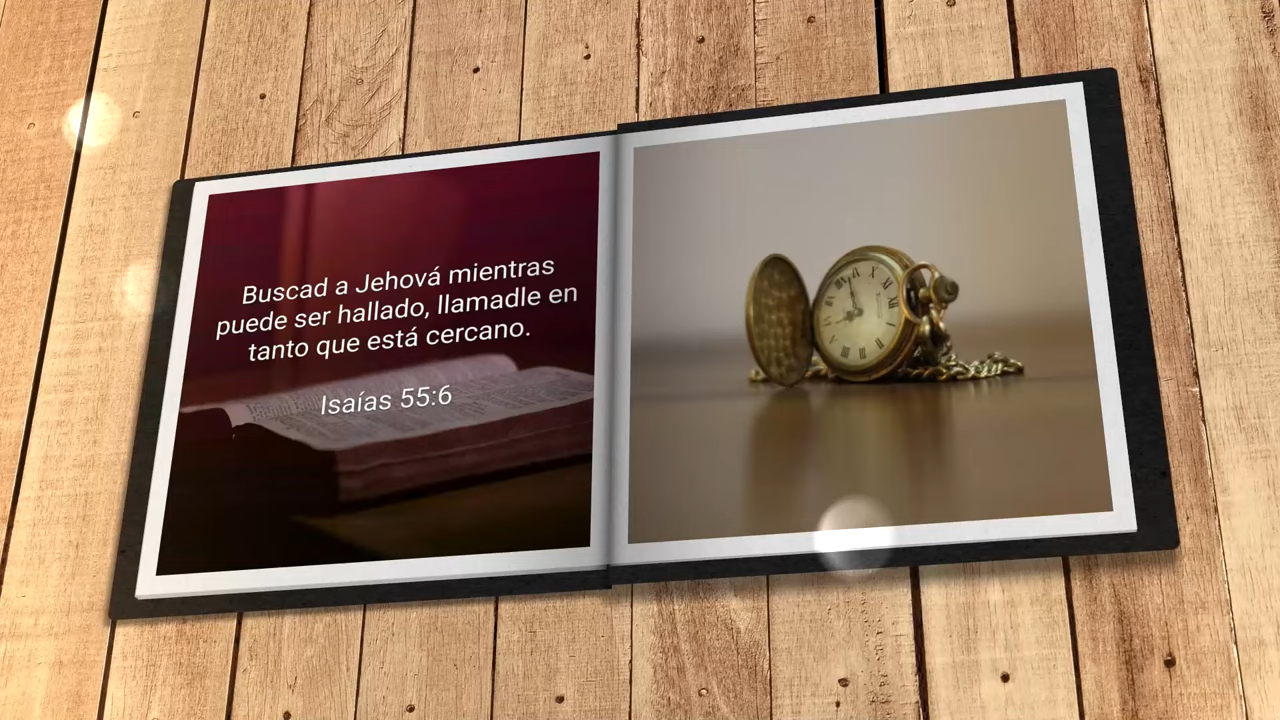 Buscad a Jehová mientras
puede ser hallado, llamadle en
tanto que está cercano.
Isaías 55:6